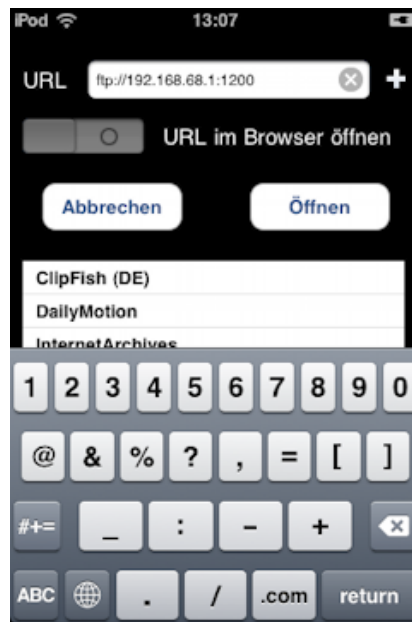 iPod 13:07
URL ftp://192.168.68.1:1200 +
URL im Browser öffnen
Abbrechen Öffnen
ClipFish (DE)
DailyMotion
InternetArchives
1 2 3 4 5 6 7 8 9 0
@ & % ? , = [ ]
#+= _ : - +
ABC . / .com return